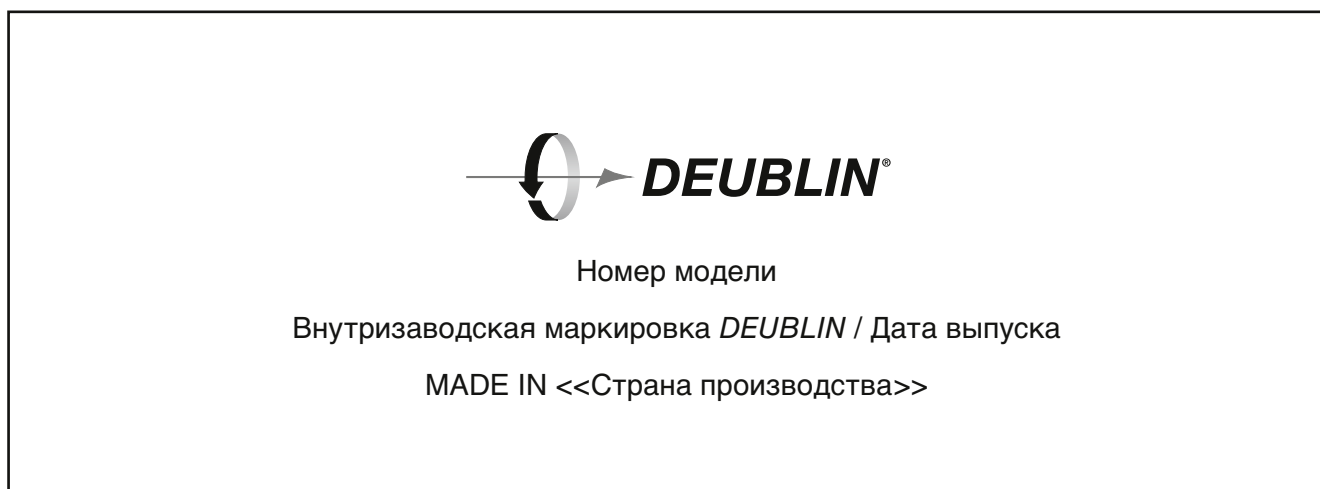 DEUBLIN®
Номер модели
Внутризаводская маркировка DEUBLIN / Дата выпуска
MADE IN <<Страна производства>>